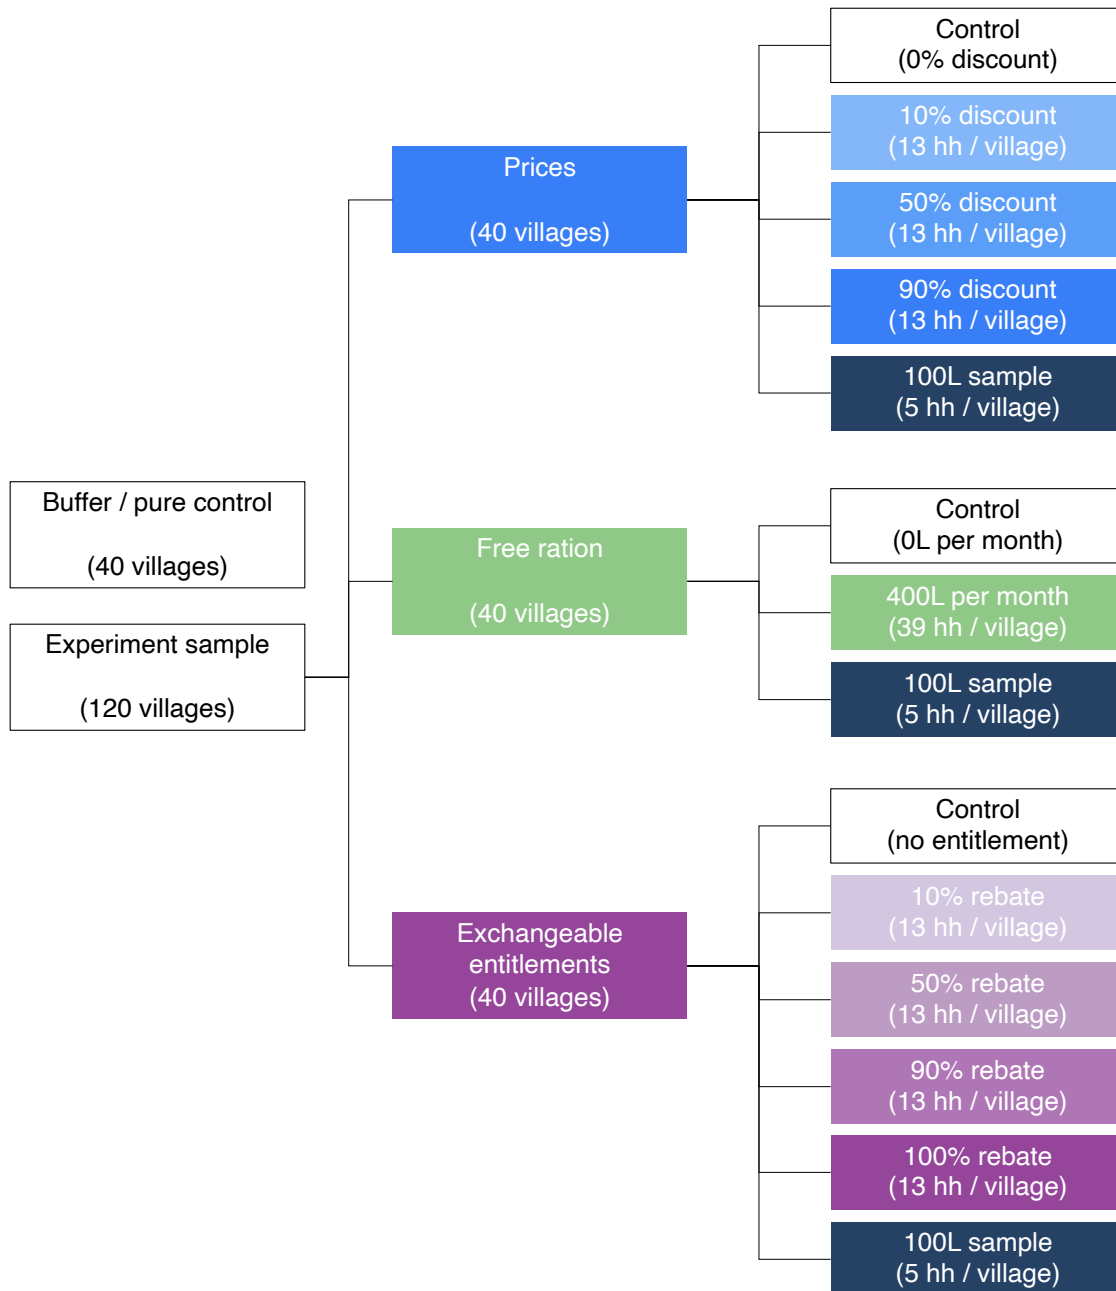 Buffer / pure control
(40 villages)
Experiment sample
(120 villages)
Prices
(40 villages)
Free ration
(40 villages)
Exchangeable
entitlements
(40 villages)
Control
(0% discount)
10% discount
(13 hh / village)
50% discount
(13 hh / village)
90% discount
(13 hh / village)
100L sample
(5 hh / village)
Control
(0L per month)
400L per month
(39 hh / village)
100L sample
(5 hh / village)
Control
(no entitlement)
10% rebate
(13 hh / village)
50% rebate
(13 hh / village)
90% rebate
(13 hh / village)
100% rebate
(13 hh / village)
100L sample
(5 hh / village)